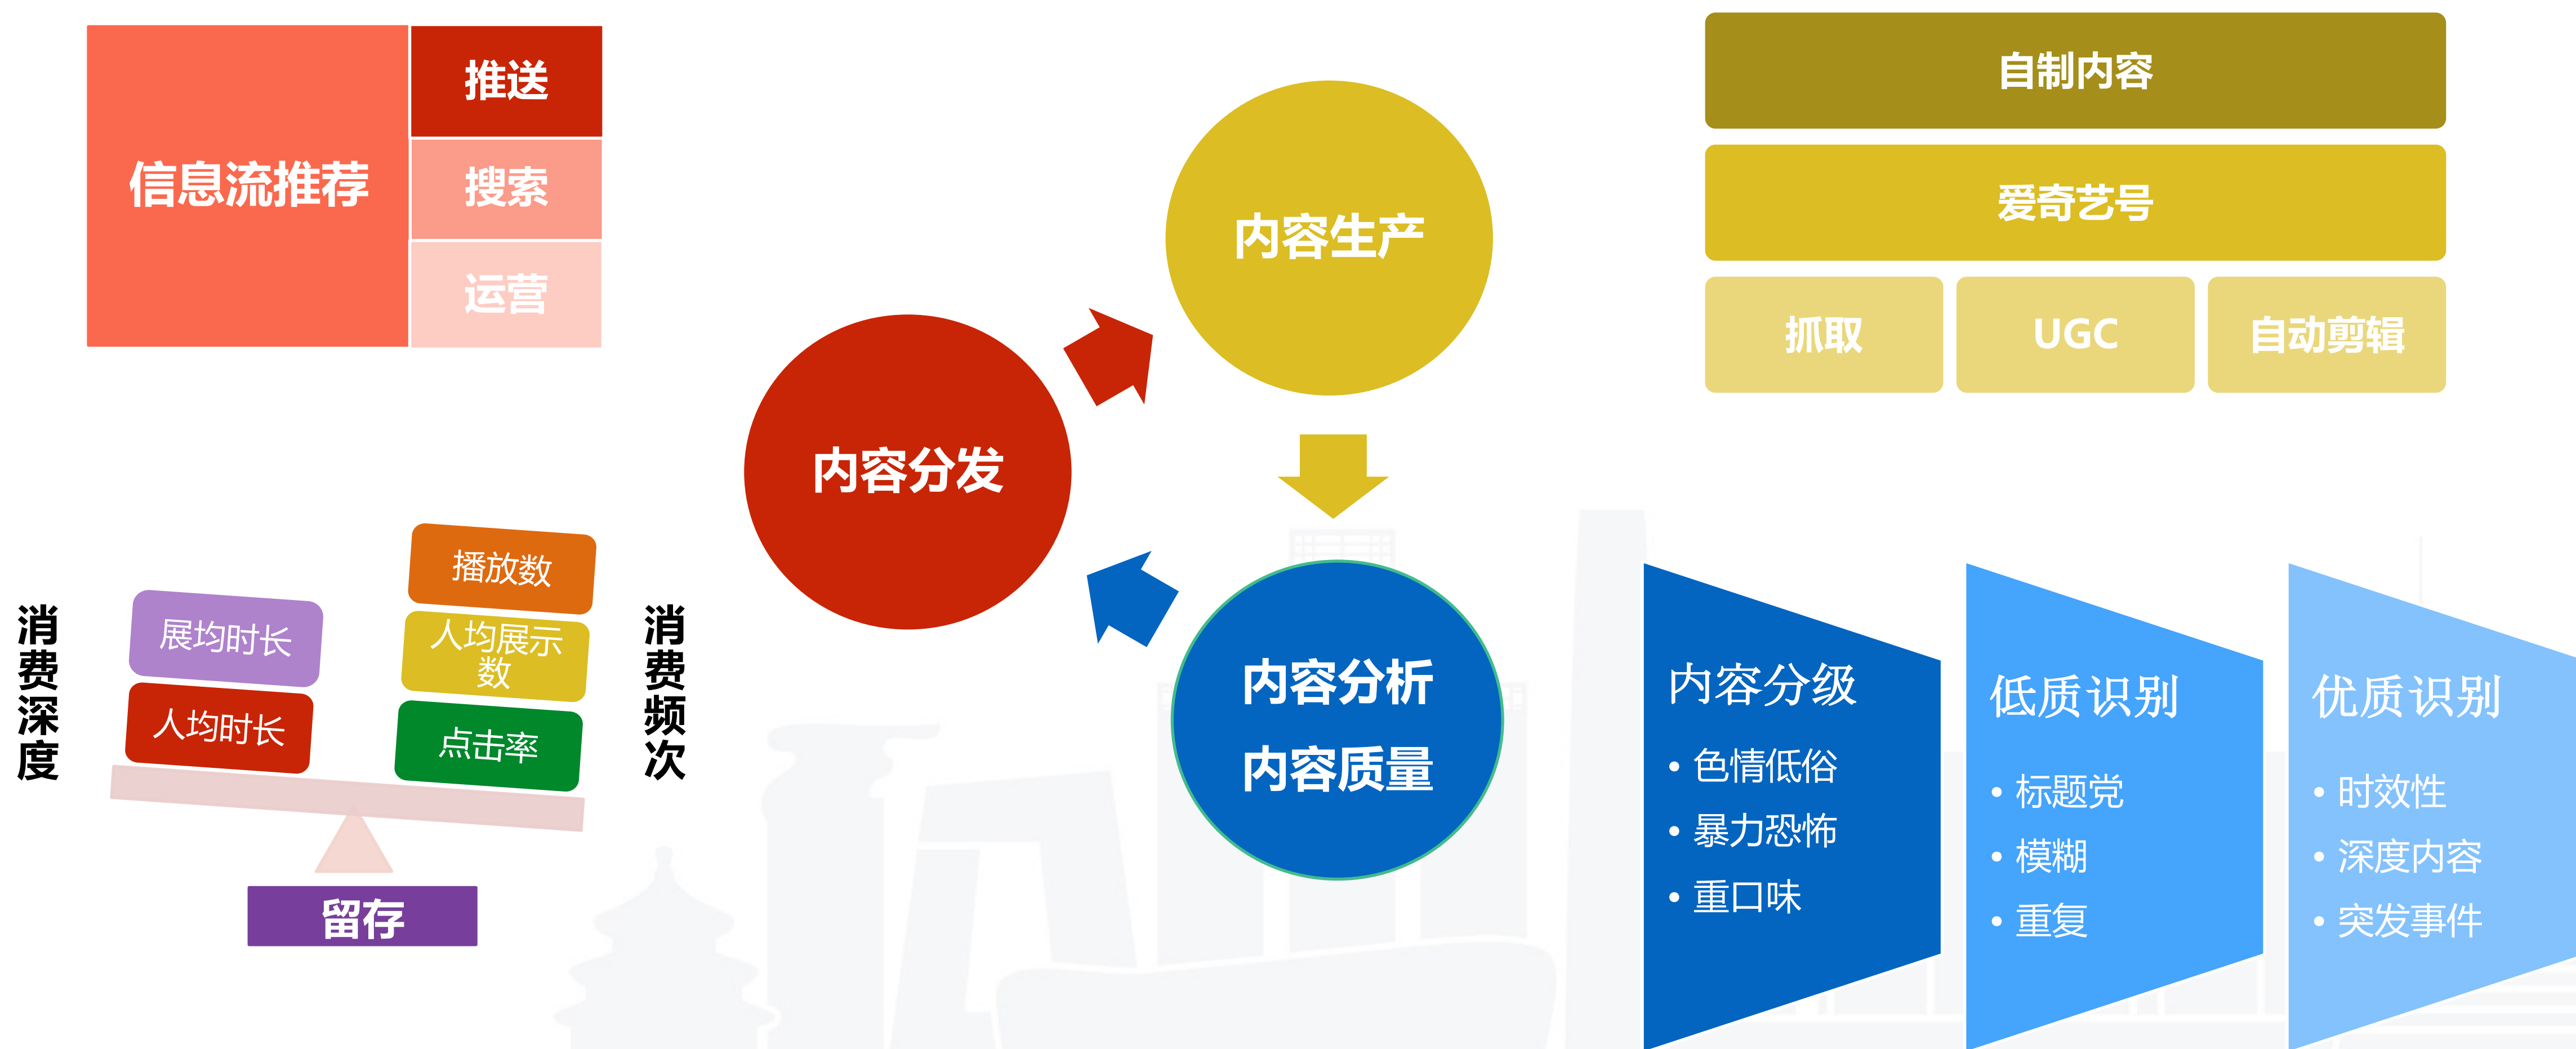 信息流推荐
推送
搜索
运营
内容生产
内容分发
内容分析
内容质量
自制内容
爱奇艺号
抓取
UGC
自动剪辑
消费深度
展均时长
人均时长
播放数
人均展示
数
点击率
消费频次
留存
内容分级
• 色情低俗
• 暴力恐怖
• 重口味
低质识别
• 标题党
• 模糊
• 重复
优质识别
• 时效性
• 深度内容
• 突发事件